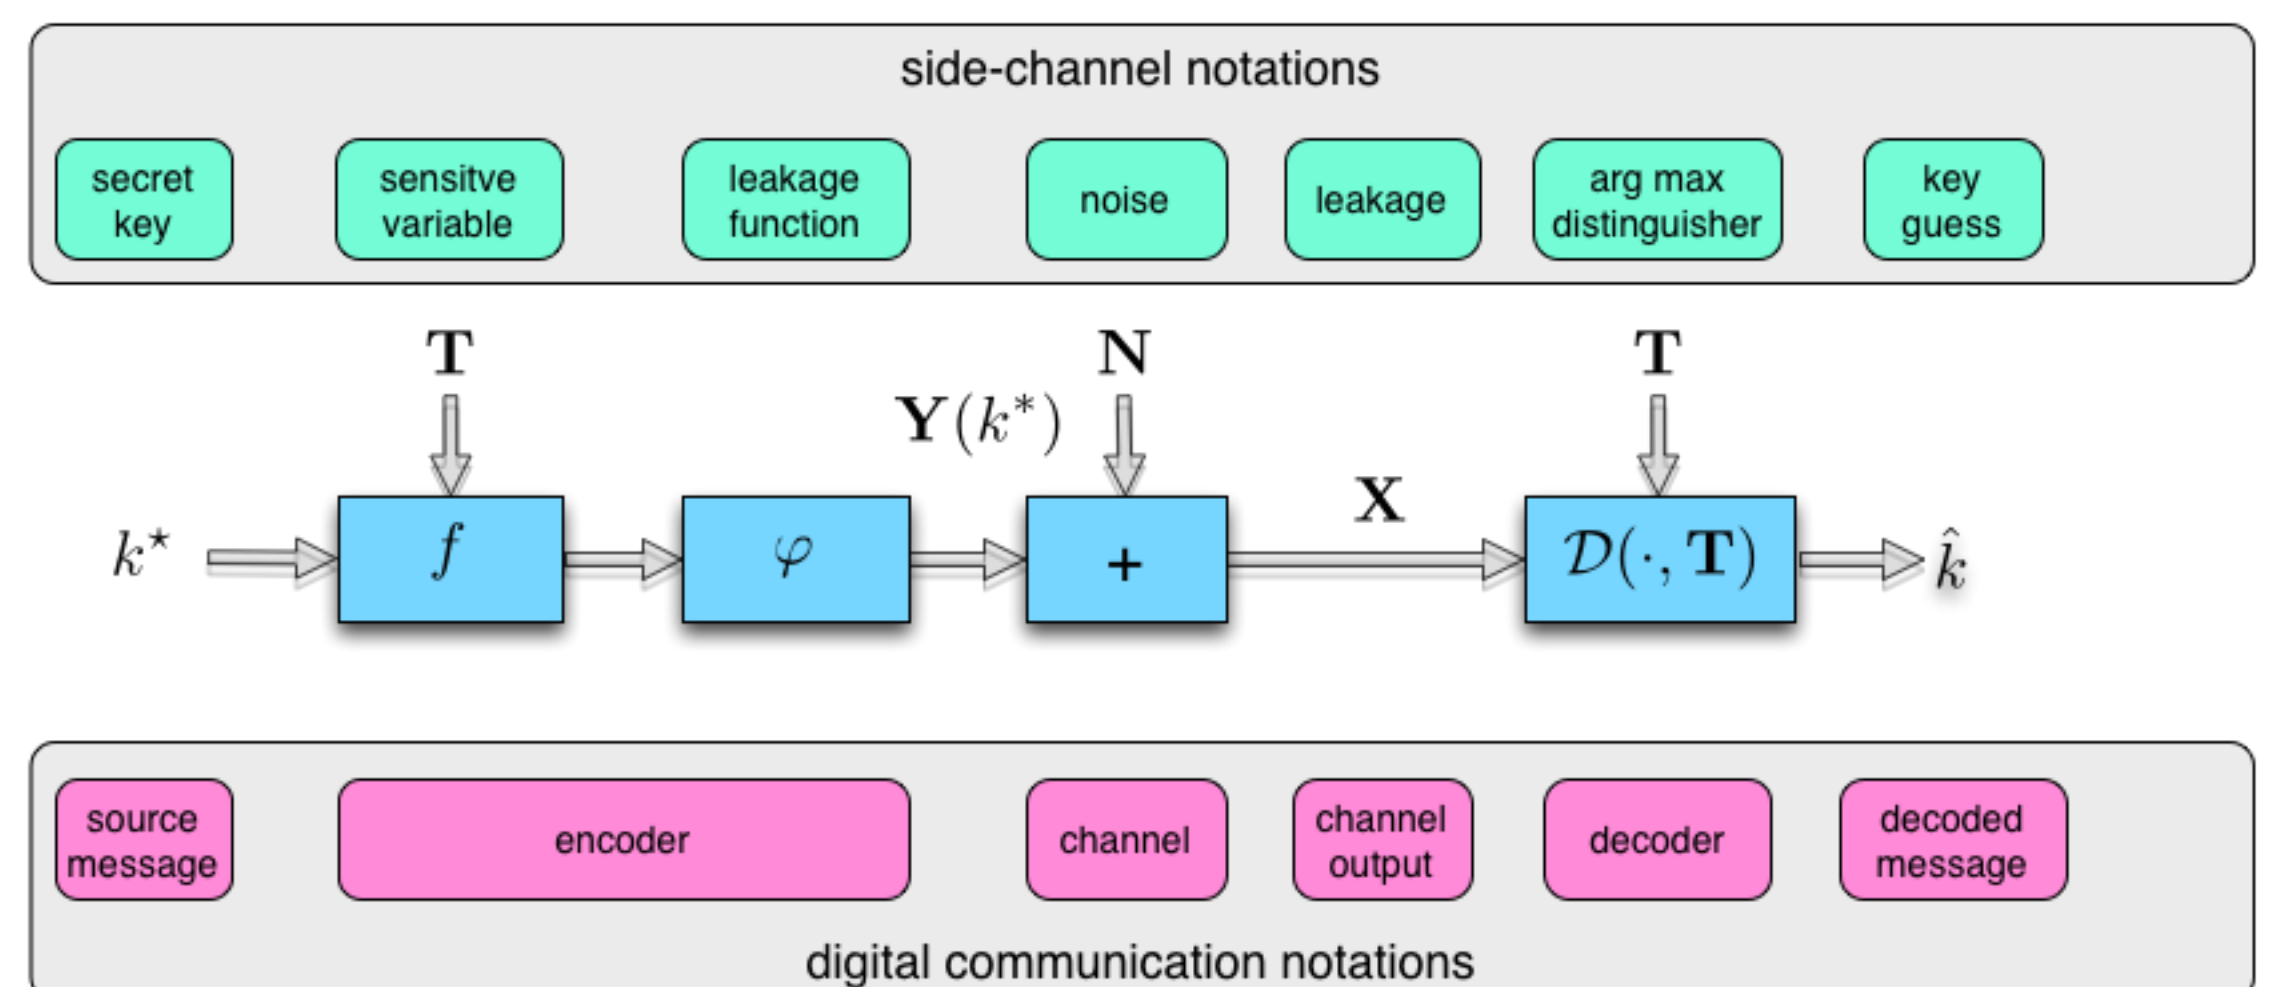 side-channel notations
secret
key
sensitve
variable
leakage
function
noise
leakage
arg max
distinguisher
key
guess
T
N
T
Y(k*)
X
k⋆
f
φ
+
𝒟(·, T)
k̂
source
message
encoder
channel
channel
output
decoder
decoded
message
digital communication notations